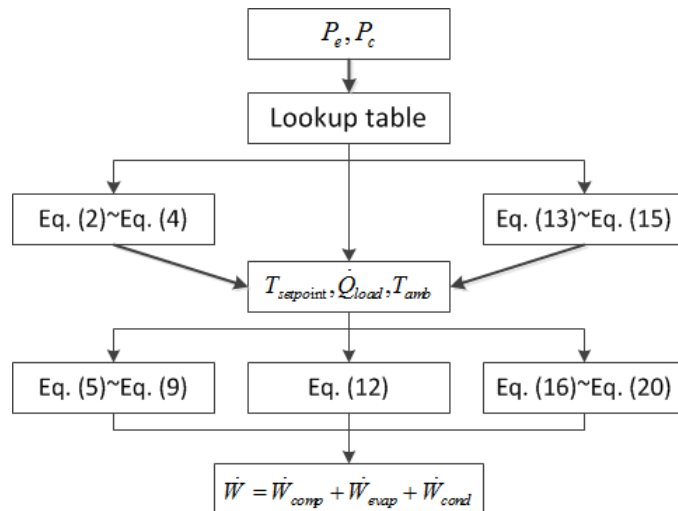 P_e, P_c
Lookup table
Eq. (2)~Eq. (4)
Eq. (13)~Eq. (15)
T_setpoint, Q̇_load, T_amb
Eq. (5)~Eq. (9)
Eq. (12)
Eq. (16)~Eq. (20)
Ẇ = Ẇ_comp + Ẇ_evap + Ẇ_cond